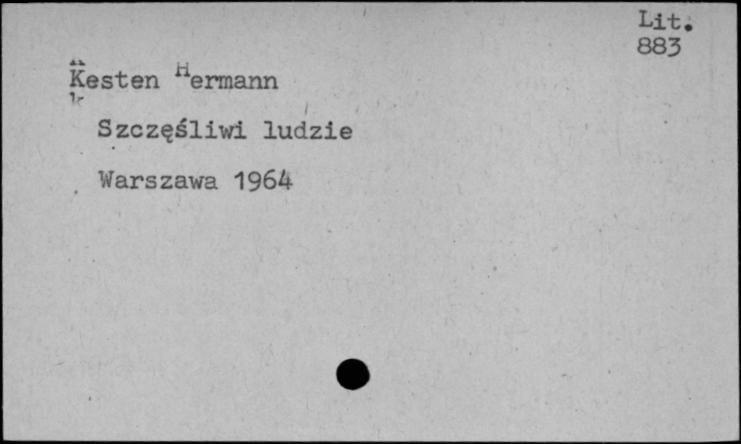 Lit.
883
Kesten Hermann
Szczęśliwi ludzie
Warszawa 1964